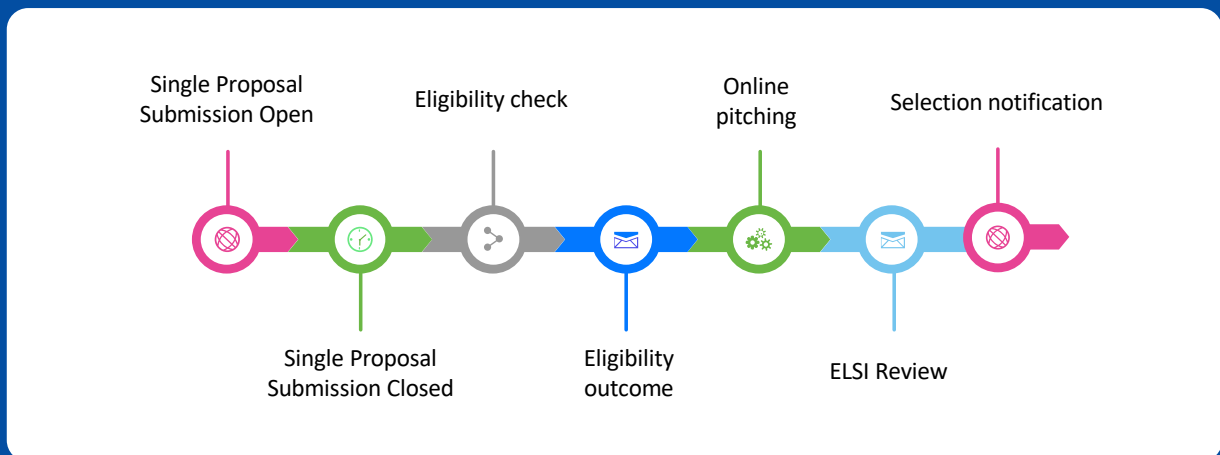 Single Proposal
Submission Open
Single Proposal
Submission Closed
Eligibility check
Eligibility
outcome
Online
pitching
ELSI Review
Selection notification